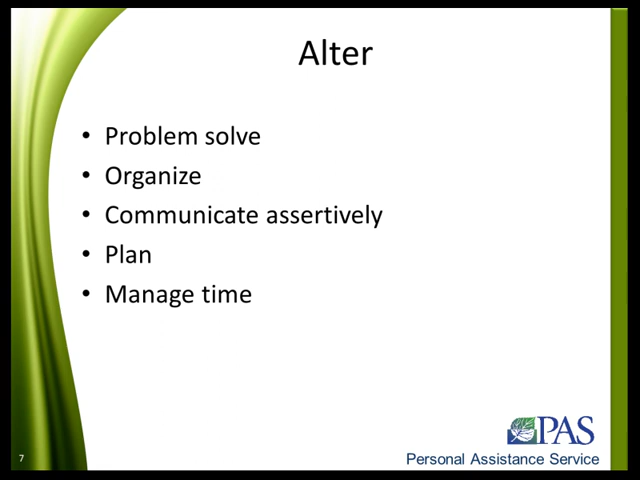 Alter
• Problem solve
• Organize
• Communicate assertively
• Plan
• Manage time
PAS
7
Personal Assistance Service